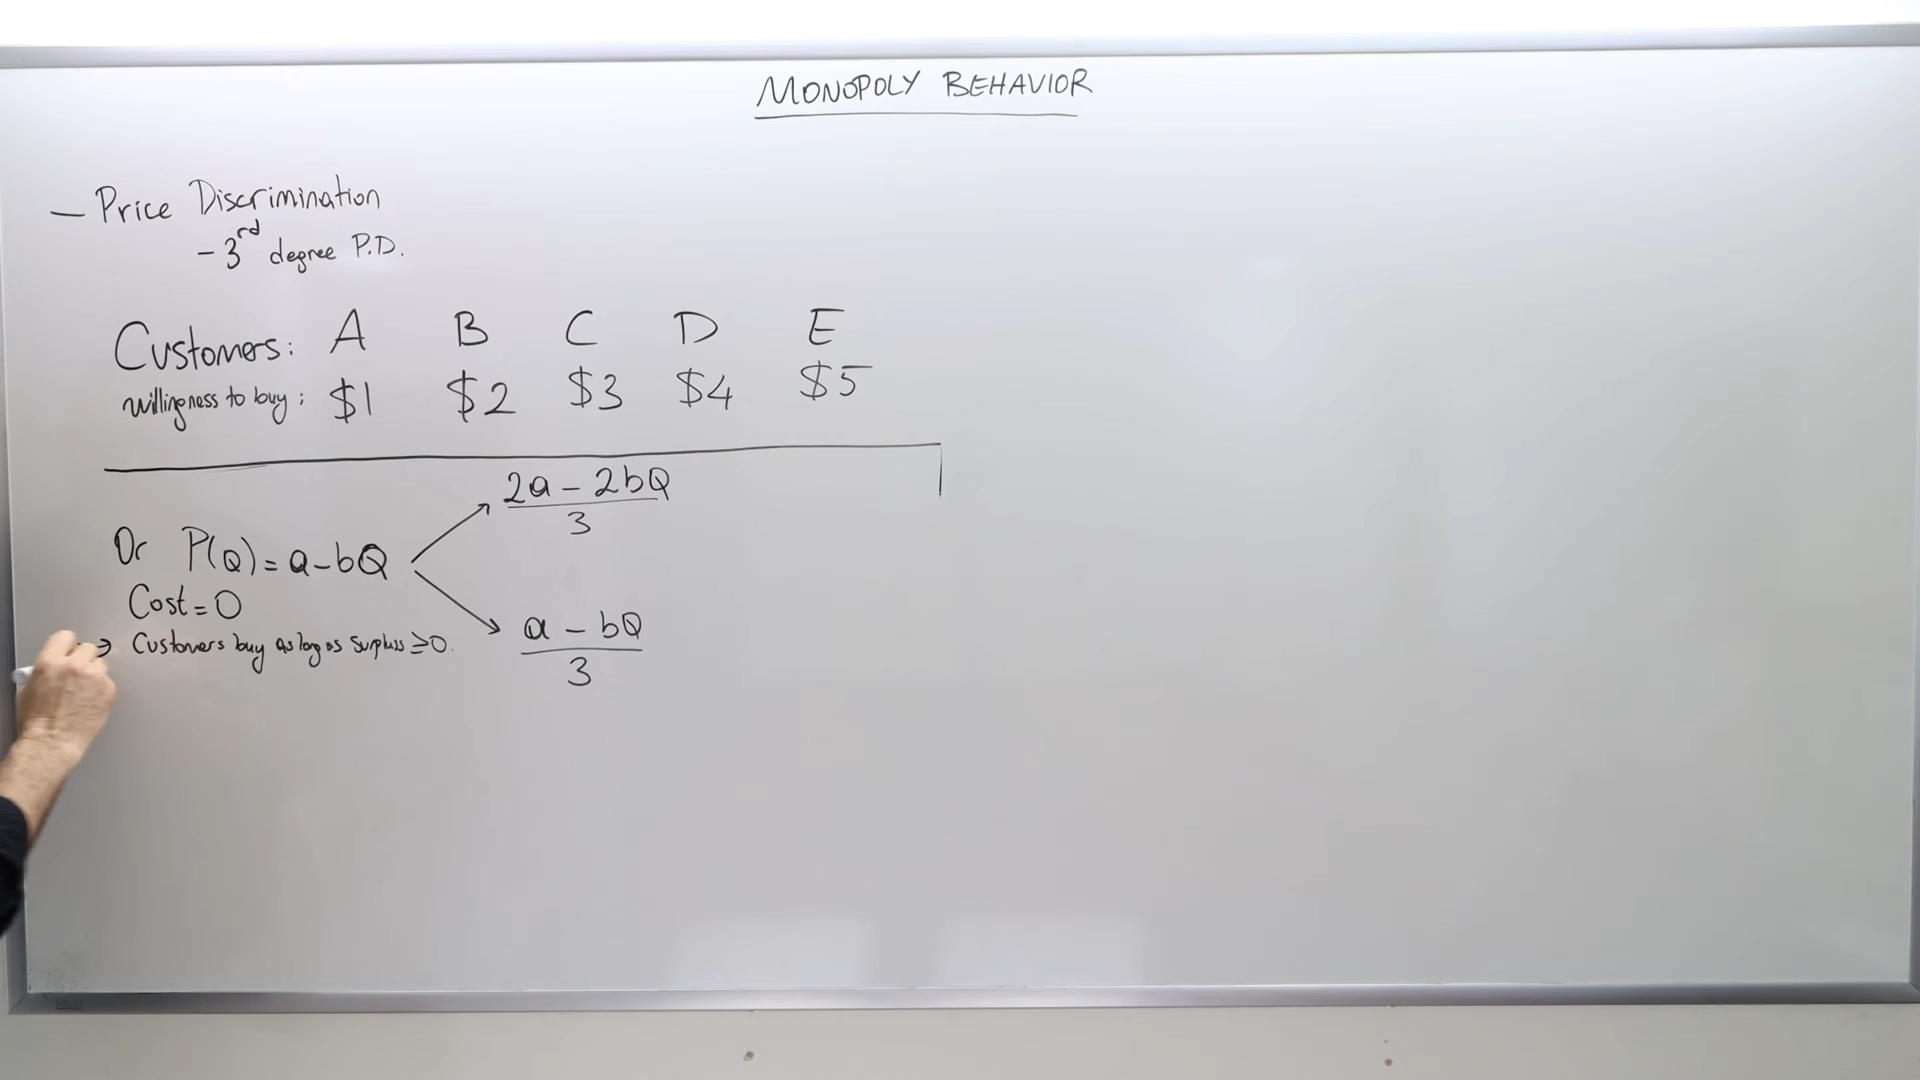 MONOPOLY BEHAVIOR
— Price Discrimination
- 3rd degree P.D.
Customers: A B C D E
willingness to buy: $1 $2 $3 $4 $5
2a - 2bQ
3
Or P(Q) = a - bQ
Cost = 0
a - bQ
3
→ Customers buy as long as surpluss ≥ 0.